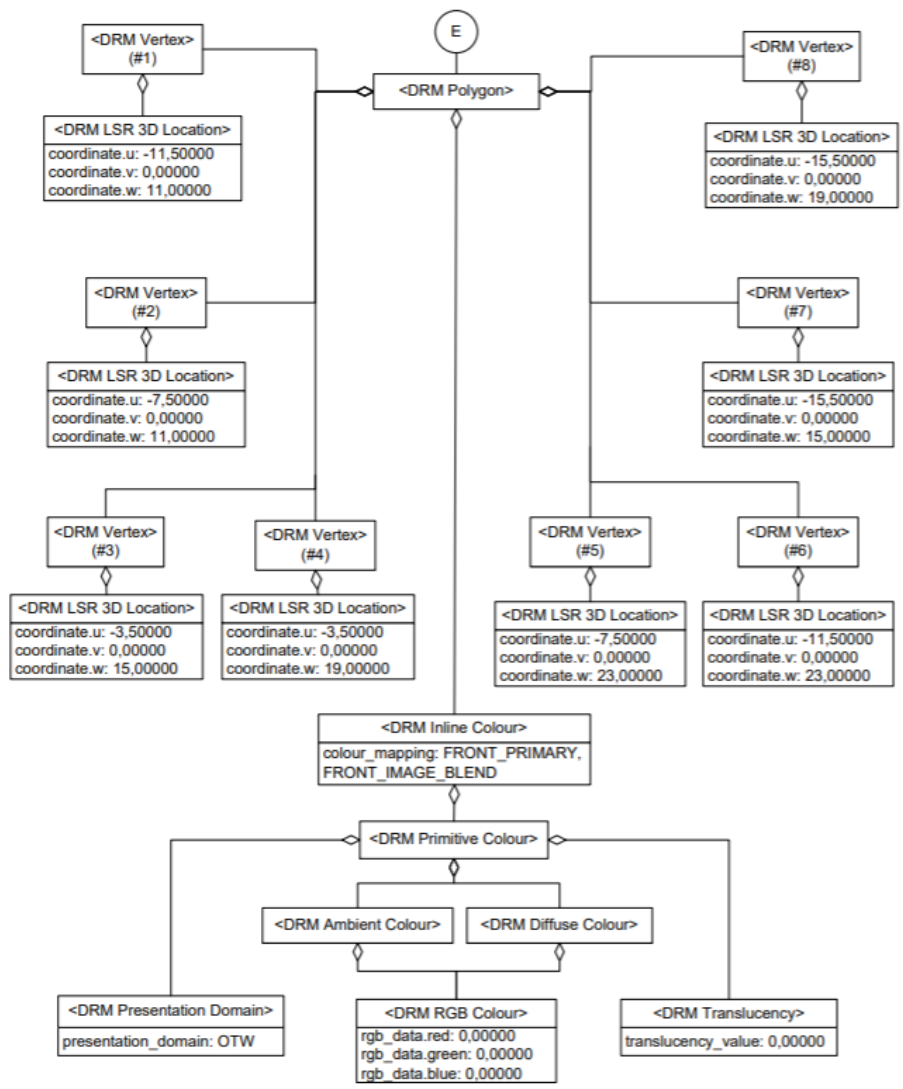 E
<DRM Polygon>
<DRM Vertex>
(#1)
<DRM LSR 3D Location>
coordinate.u: -11,50000
coordinate.v: 0,00000
coordinate.w: 11,00000
<DRM Vertex>
(#8)
<DRM LSR 3D Location>
coordinate.u: -15,50000
coordinate.v: 0,00000
coordinate.w: 19,00000
<DRM Vertex>
(#2)
<DRM LSR 3D Location>
coordinate.u: -7,50000
coordinate.v: 0,00000
coordinate.w: 11,00000
<DRM Vertex>
(#7)
<DRM LSR 3D Location>
coordinate.u: -15,50000
coordinate.v: 0,00000
coordinate.w: 15,00000
<DRM Vertex>
(#3)
<DRM LSR 3D Location>
coordinate.u: -3,50000
coordinate.v: 0,00000
coordinate.w: 15,00000
<DRM Vertex>
(#4)
<DRM LSR 3D Location>
coordinate.u: -3,50000
coordinate.v: 0,00000
coordinate.w: 19,00000
<DRM Vertex>
(#5)
<DRM LSR 3D Location>
coordinate.u: -7,50000
coordinate.v: 0,00000
coordinate.w: 23,00000
<DRM Vertex>
(#6)
<DRM LSR 3D Location>
coordinate.u: -11,50000
coordinate.v: 0,00000
coordinate.w: 23,00000
<DRM Inline Colour>
colour_mapping: FRONT_PRIMARY,
FRONT_IMAGE_BLEND
<DRM Primitive Colour>
<DRM Ambient Colour>
<DRM Diffuse Colour>
<DRM Presentation Domain>
presentation_domain: OTW
<DRM RGB Colour>
rgb_data.red: 0,00000
rgb_data.green: 0,00000
rgb_data.blue: 0,00000
<DRM Translucency>
translucency_value: 0,00000